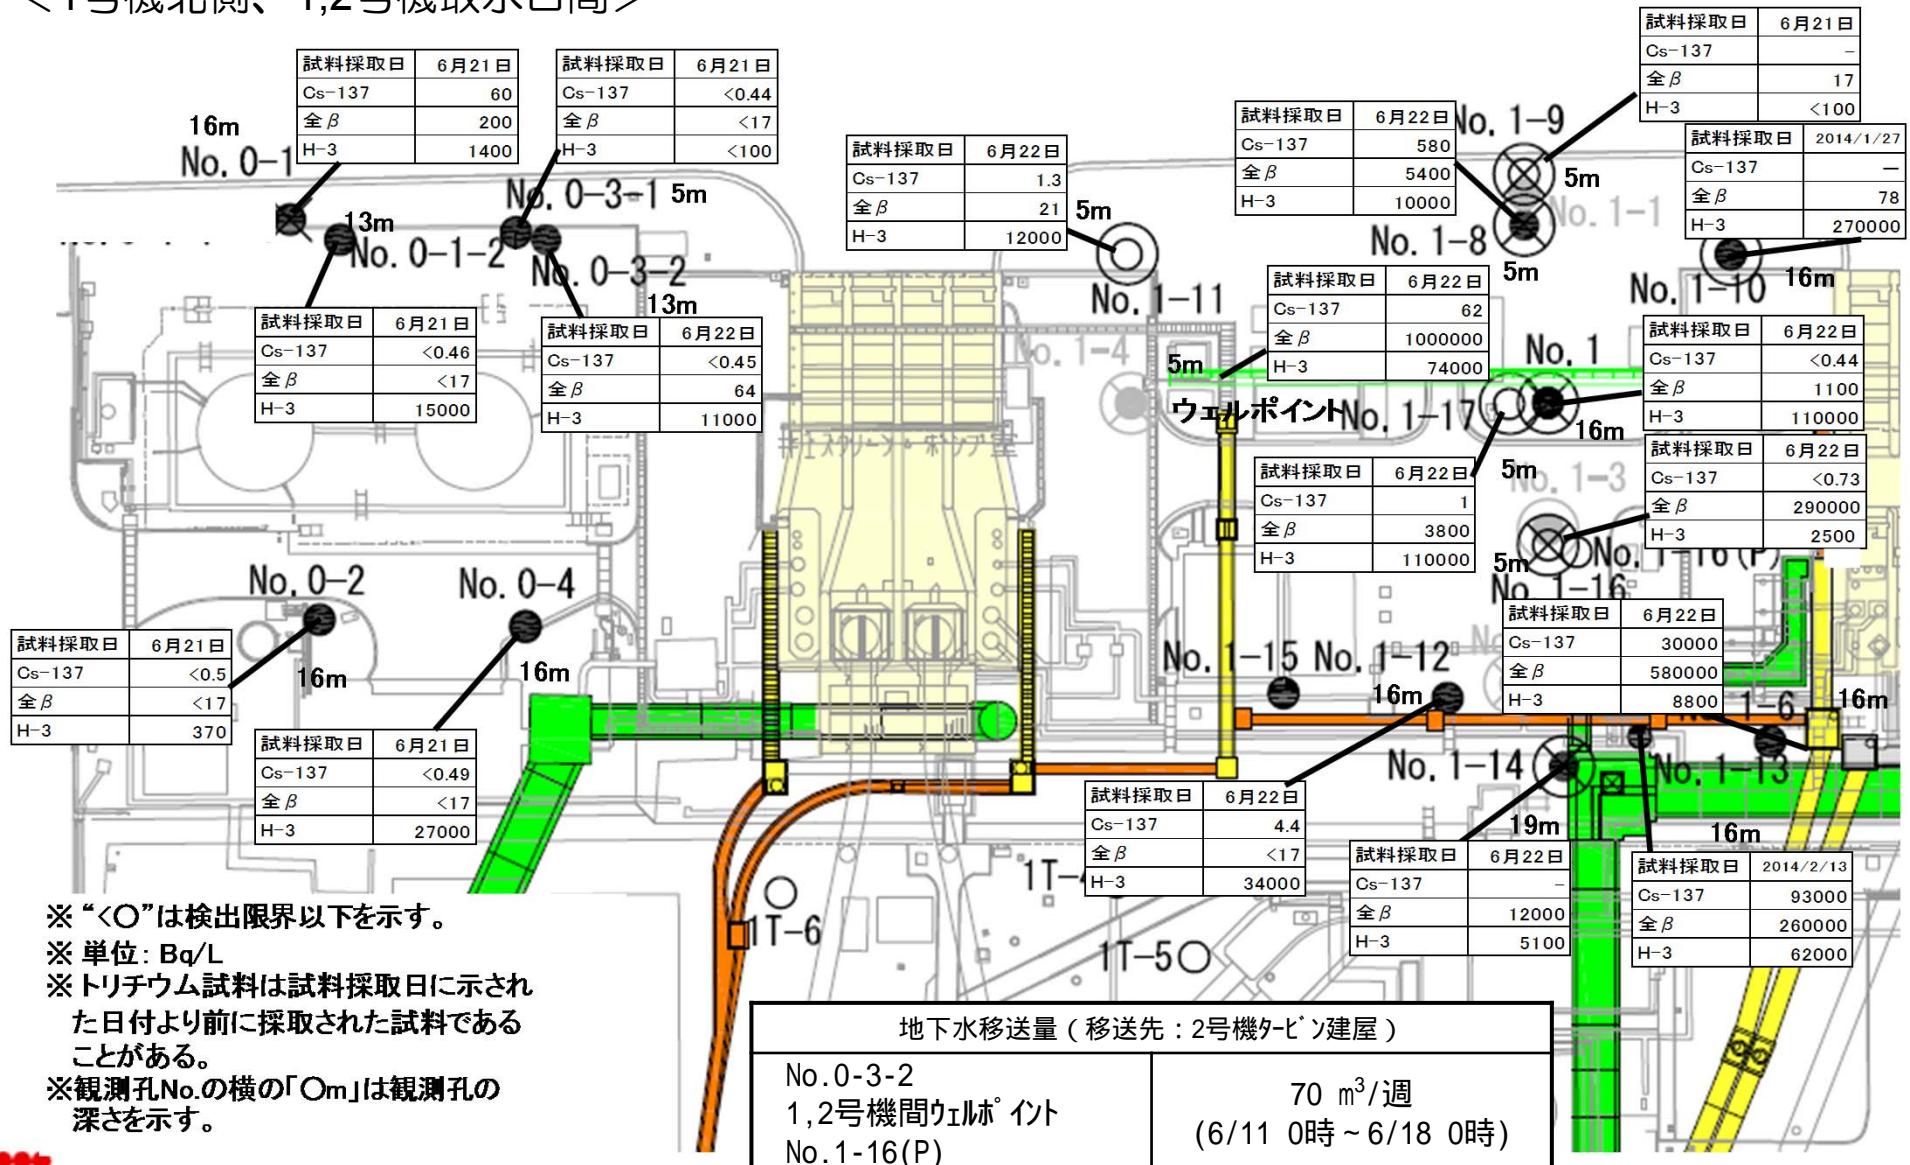 <1号機北側、1,2号機取水口間>
試料採取日 6月21日
Cs-137 60
全β 200
H-3 1400
試料採取日 6月21日
Cs-137 <0.44
全β <17
H-3 <100
試料採取日 6月21日
Cs-137 -
全β 17
H-3 <100
試料採取日 6月22日
Cs-137 580
全β 5400
H-3 10000
試料採取日 2014/1/27
Cs-137 —
全β 78
H-3 270000
試料採取日 6月22日
Cs-137 1.3
全β 21
H-3 12000
16m
No. 0-1
No. 0-3-1 5m
13m
No. 0-1-2
No. 0-3-2
13m
5m
No. 1-11
No. 1-9
5m
No. 1-1
No. 1-8
5m
No. 1-10
16m
試料採取日 6月21日
Cs-137 <0.46
全β <17
H-3 15000
試料採取日 6月22日
Cs-137 <0.45
全β 64
H-3 11000
試料採取日 6月22日
Cs-137 62
全β 1000000
H-3 74000
試料採取日 6月22日
Cs-137 <0.44
全β 1100
H-3 110000
No. 1-4
5m
ウェルポイント
No. 1
No. 1-17
16m
5m
No. 1-3
試料採取日 6月22日
Cs-137 1
全β 3800
H-3 110000
試料採取日 6月22日
Cs-137 <0.73
全β 290000
H-3 2500
5m
No. 1-16(P)
No. 1-16
No. 0-2
16m
No. 0-4
16m
No. 1-15
No. 1-12
16m
試料採取日 6月22日
Cs-137 30000
全β 580000
H-3 8800
1-6
16m
試料採取日 6月21日
Cs-137 <0.5
全β <17
H-3 370
試料採取日 6月21日
Cs-137 <0.49
全β <17
H-3 27000
No. 1-14
No. 1-13
19m
16m
試料採取日 6月22日
Cs-137 4.4
全β <17
H-3 34000
試料採取日 6月22日
Cs-137 -
全β 12000
H-3 5100
試料採取日 2014/2/13
Cs-137 93000
全β 260000
H-3 62000
1T-6
1T-5
※ “<○”は検出限界以下を示す。
※ 単位: Bq/L
※ トリチウム試料は試料採取日に示され
た日付より前に採取された試料である
ことがある。
※観測孔No.の横の「○m」は観測孔の
深さを示す。
地下水移送量(移送先:2号機ﾀｰﾋﾞﾝ建屋)
No.0-3-2
1,2号機間ｳｪﾙﾎﾟｲﾝﾄ
No.1-16(P)
70 m³/週
(6/11 0時~6/18 0時)